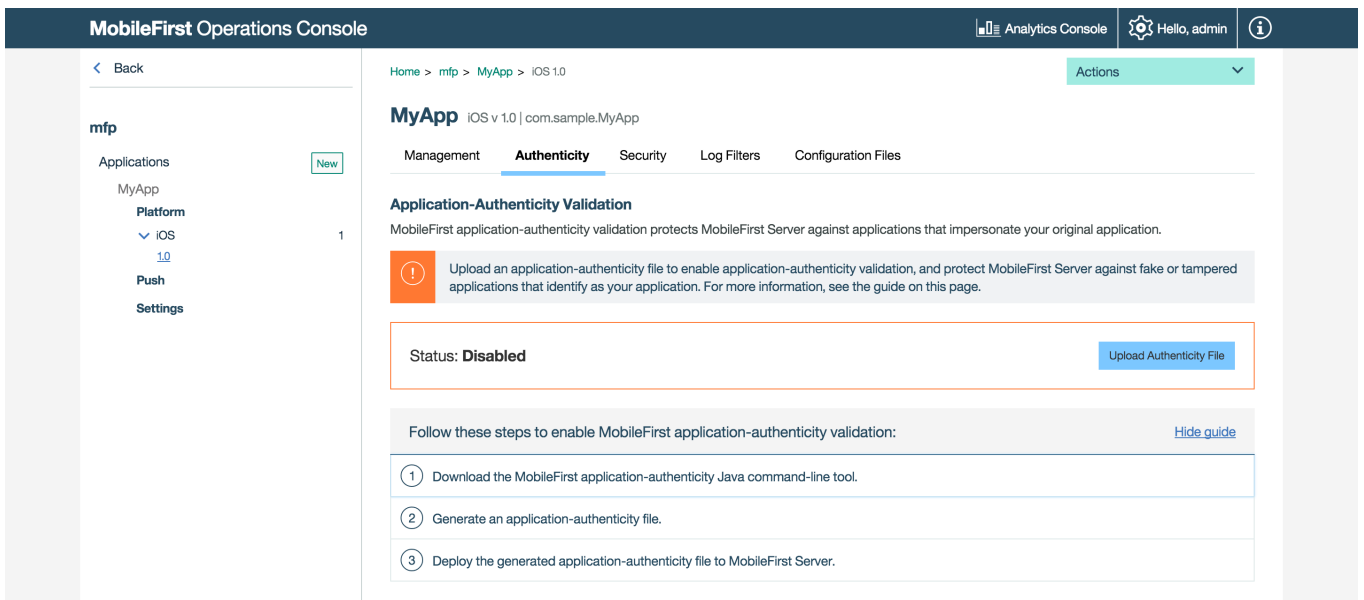 MobileFirst Operations Console
Analytics Console
Hello, admin
Back
mfp
Applications
New
MyApp
Platform
iOS
1
1.0
Push
Settings
Home > mfp > MyApp > iOS 1.0
Actions
MyApp iOS v 1.0 | com.sample.MyApp
Management Authenticity Security Log Filters Configuration Files
Application-Authenticity Validation
MobileFirst application-authenticity validation protects MobileFirst Server against applications that impersonate your original application.
Upload an application-authenticity file to enable application-authenticity validation, and protect MobileFirst Server against fake or tampered
applications that identify as your application. For more information, see the guide on this page.
Status: Disabled
Upload Authenticity File
Follow these steps to enable MobileFirst application-authenticity validation:
Hide guide
1 Download the MobileFirst application-authenticity Java command-line tool.
2 Generate an application-authenticity file.
3 Deploy the generated application-authenticity file to MobileFirst Server.